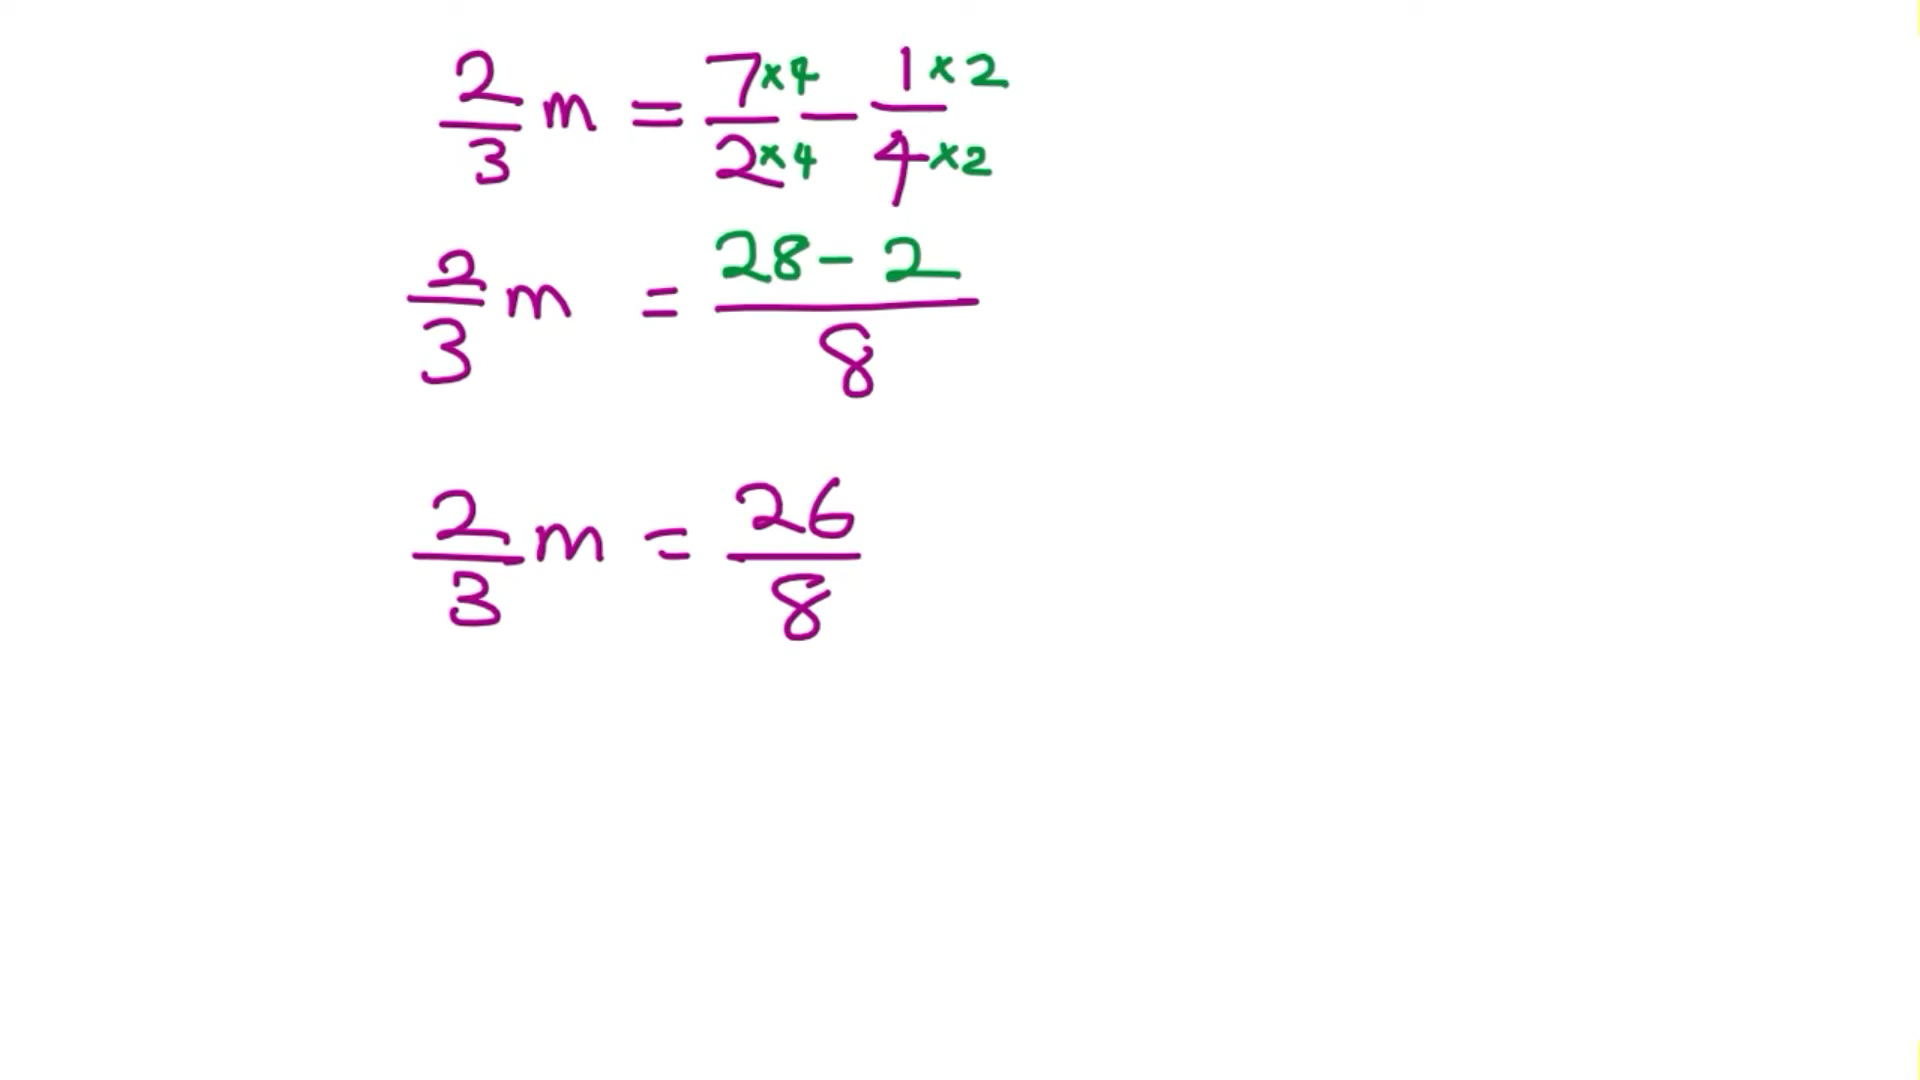 2/3 m = 7×4/2×4 − 1×2/4×2
2/3 m = 28 − 2/8
2/3 m = 26/8